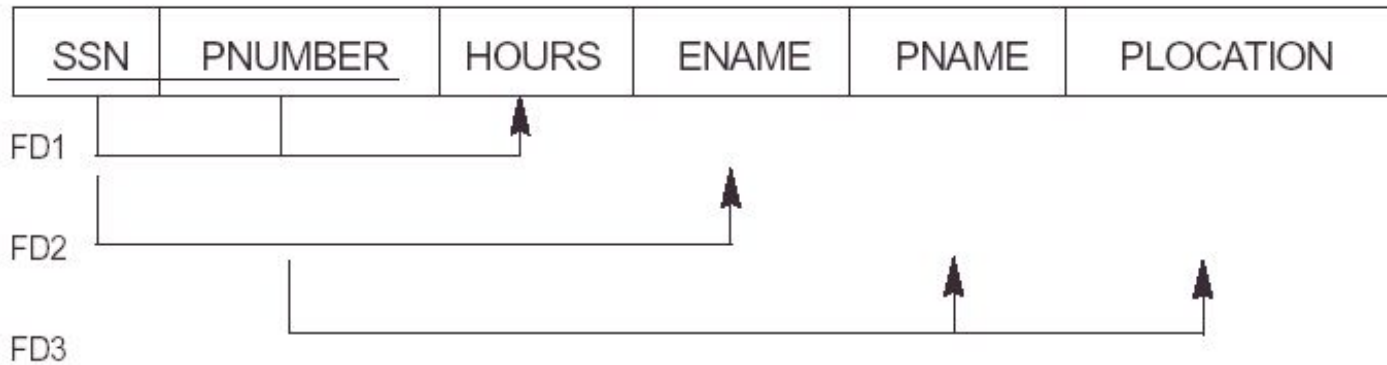 SSN PNUMBER HOURS ENAME PNAME PLOCATION
FD1
FD2
FD3